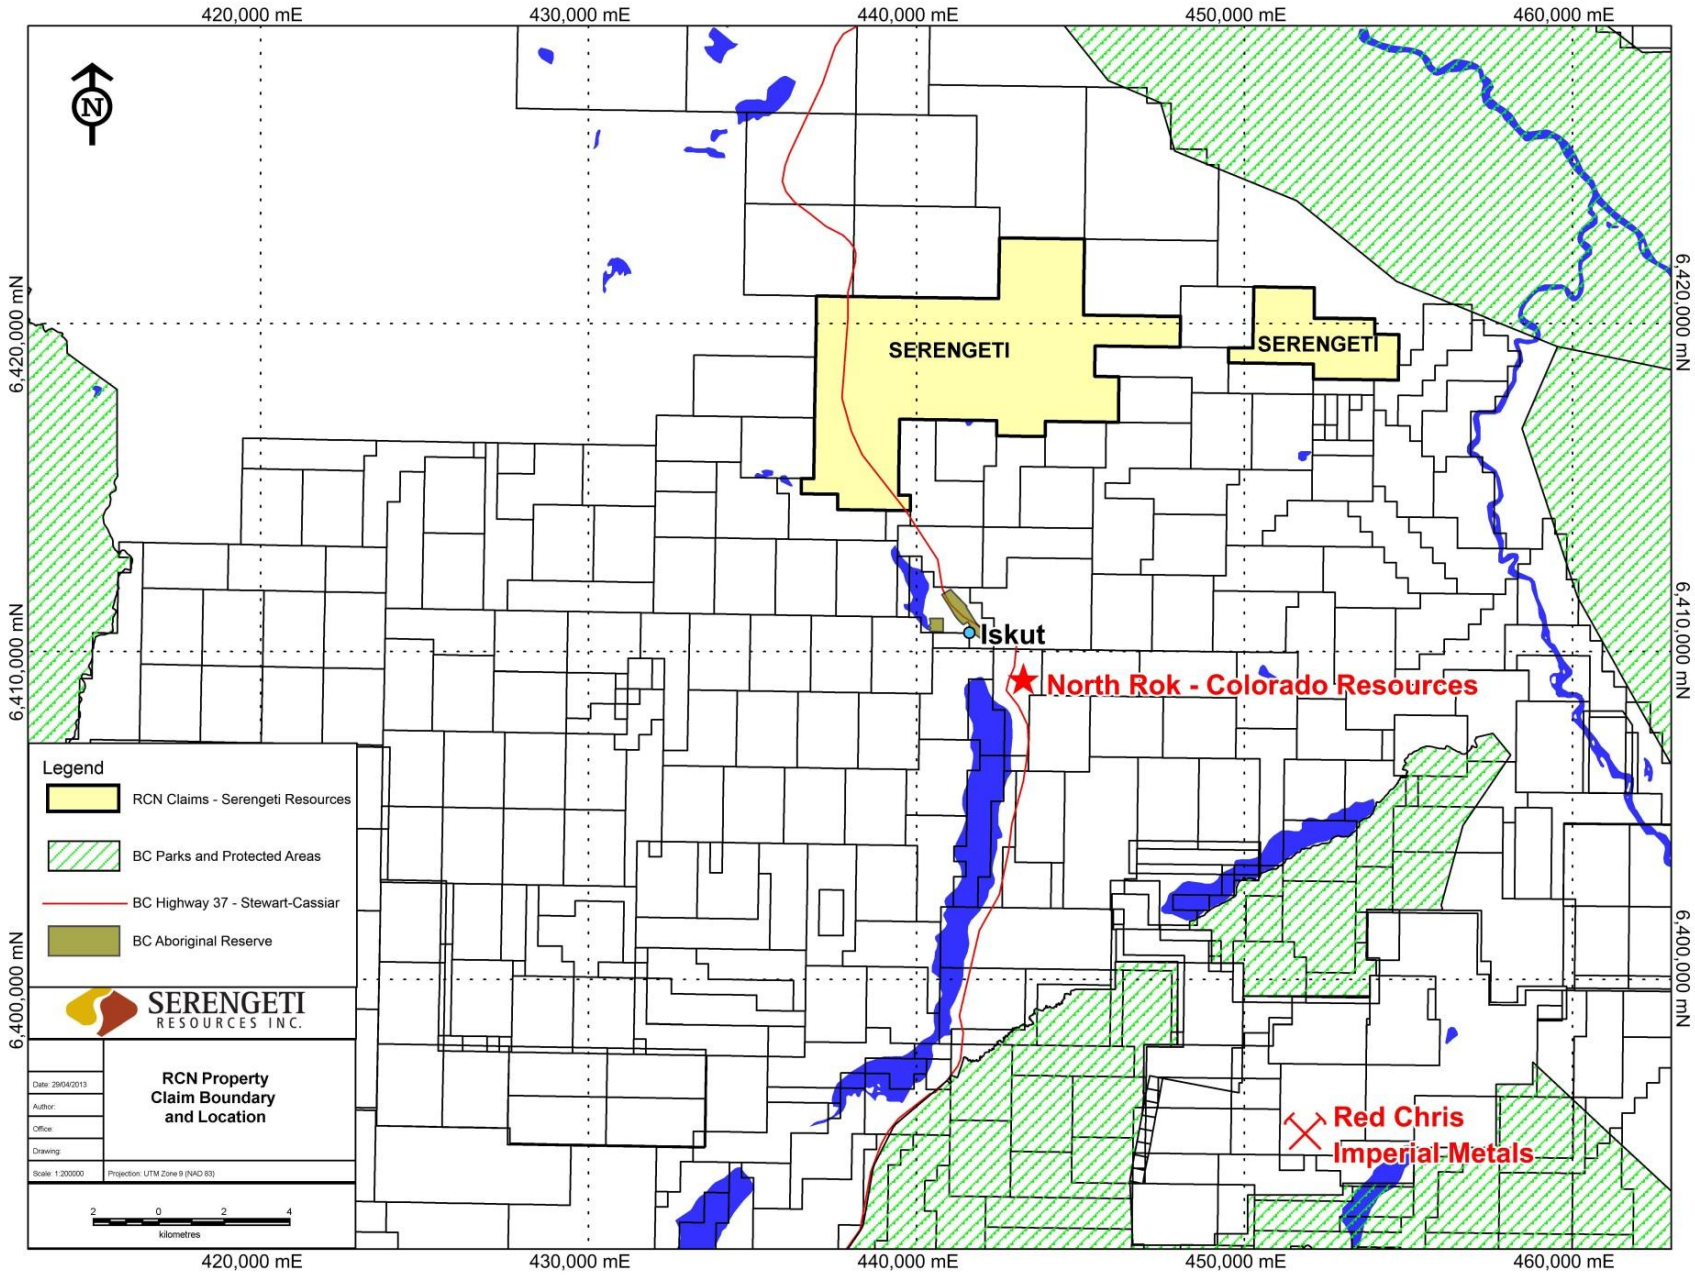 420,000 mE
430,000 mE
440,000 mE
450,000 mE
460,000 mE
N
6,420,000 mN
6,420,000 mN
SERENGETI
SERENGETI
Iskut
6,410,000 mN
6,410,000 mN
North Rok - Colorado Resources
Legend
RCN Claims - Serengeti Resources
BC Parks and Protected Areas
BC Highway 37 - Stewart-Cassiar
BC Aboriginal Reserve
6,400,000 mN
6,400,000 mN
SERENGETI
RESOURCES INC.
RCN Property
Claim Boundary
and Location
Date: 29/04/2013
Author:
Office:
Drawing:
Scale: 1:200000
Projection: UTM Zone 9 (NAD 83)
2 0 2 4
kilometres
Red Chris
Imperial Metals
420,000 mE
430,000 mE
440,000 mE
450,000 mE
460,000 mE